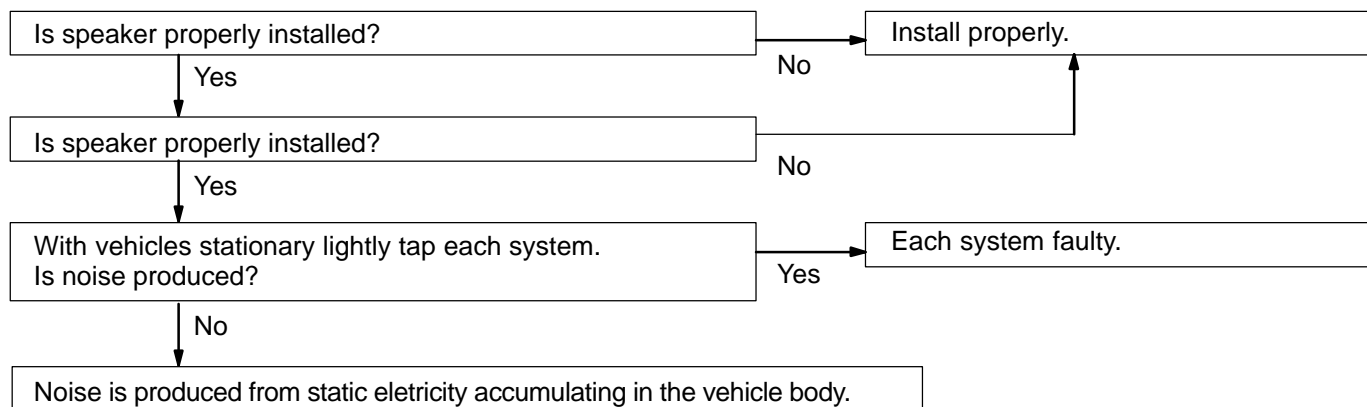 Is speaker properly installed?
Install properly.
No
Yes
Is speaker properly installed?
No
Yes
With vehicles stationary lightly tap each system.
Is noise produced?
Each system faulty.
Yes
No
Noise is produced from static eletricity accumulating in the vehicle body.